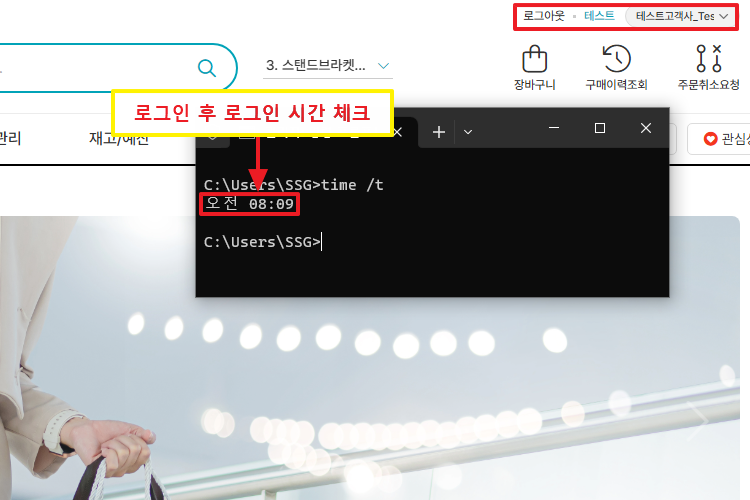 로그아웃 테스트 테스트고객사_Tes
3. 스탠드브라켓...
장바구니 구매이력조회 주문취소요청
로그인 후 로그인 시간 체크
관리 재고/예산 관심상
C:\Users\SSG>time /t
오전 08:09
C:\Users\SSG>